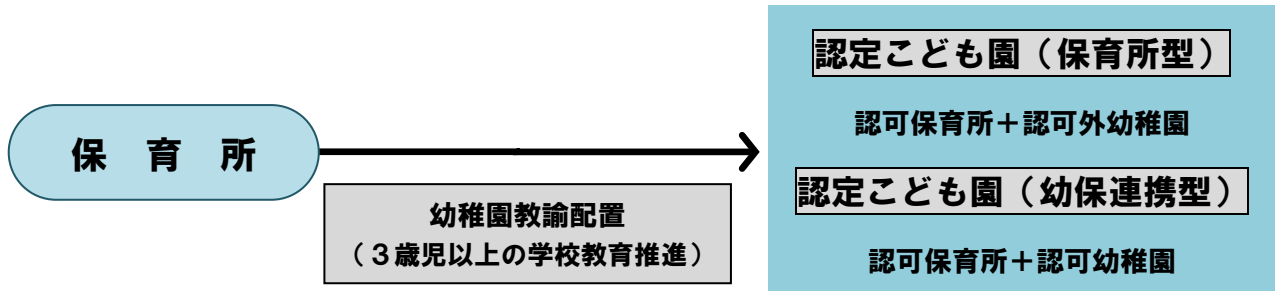 保　育　所
幼稚園教諭配置
（３歳児以上の学校教育推進）
認定こども園（保育所型）
認可保育所＋認可外幼稚園
認定こども園（幼保連携型）
認可保育所＋認可幼稚園